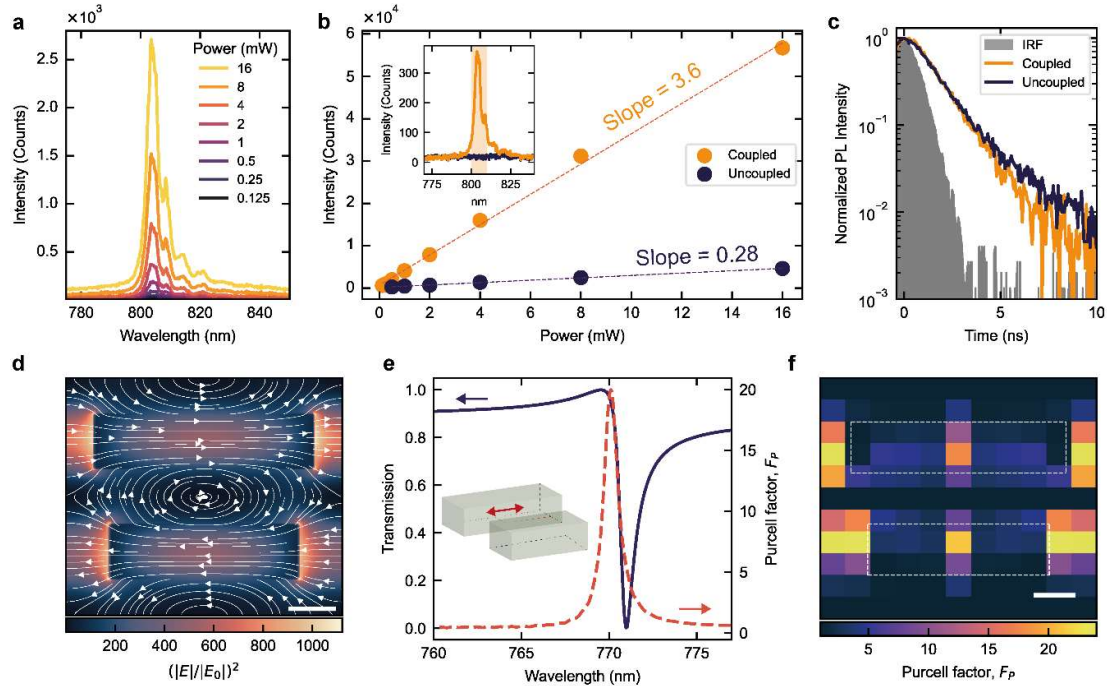 a
×10³
Power (mW)
16
8
4
2
1
0.5
0.25
0.125
2.5
2.0
1.5
1.0
0.5
Intensity (Counts)
780
800
820
840
Wavelength (nm)
b
×10⁴
6
5
4
3
2
1
0
Intensity (Counts)
300
200
100
0
Intensity (Counts)
775
800
825
nm
Slope = 3.6
Coupled
Uncoupled
Slope = 0.28
0
2
4
6
8
10
12
14
16
Power (mW)
c
10⁰
10⁻¹
10⁻²
10⁻³
Normalized PL Intensity
IRF
Coupled
Uncoupled
0
5
10
Time (ns)
d
200
400
600
800
1000
(|E|/|E₀|)²
e
1.0
0.8
0.6
0.4
0.2
0.0
Transmission
20
15
10
5
0
Purcell factor, F_P
760
765
770
775
Wavelength (nm)
f
5
10
15
20
Purcell factor, F_P